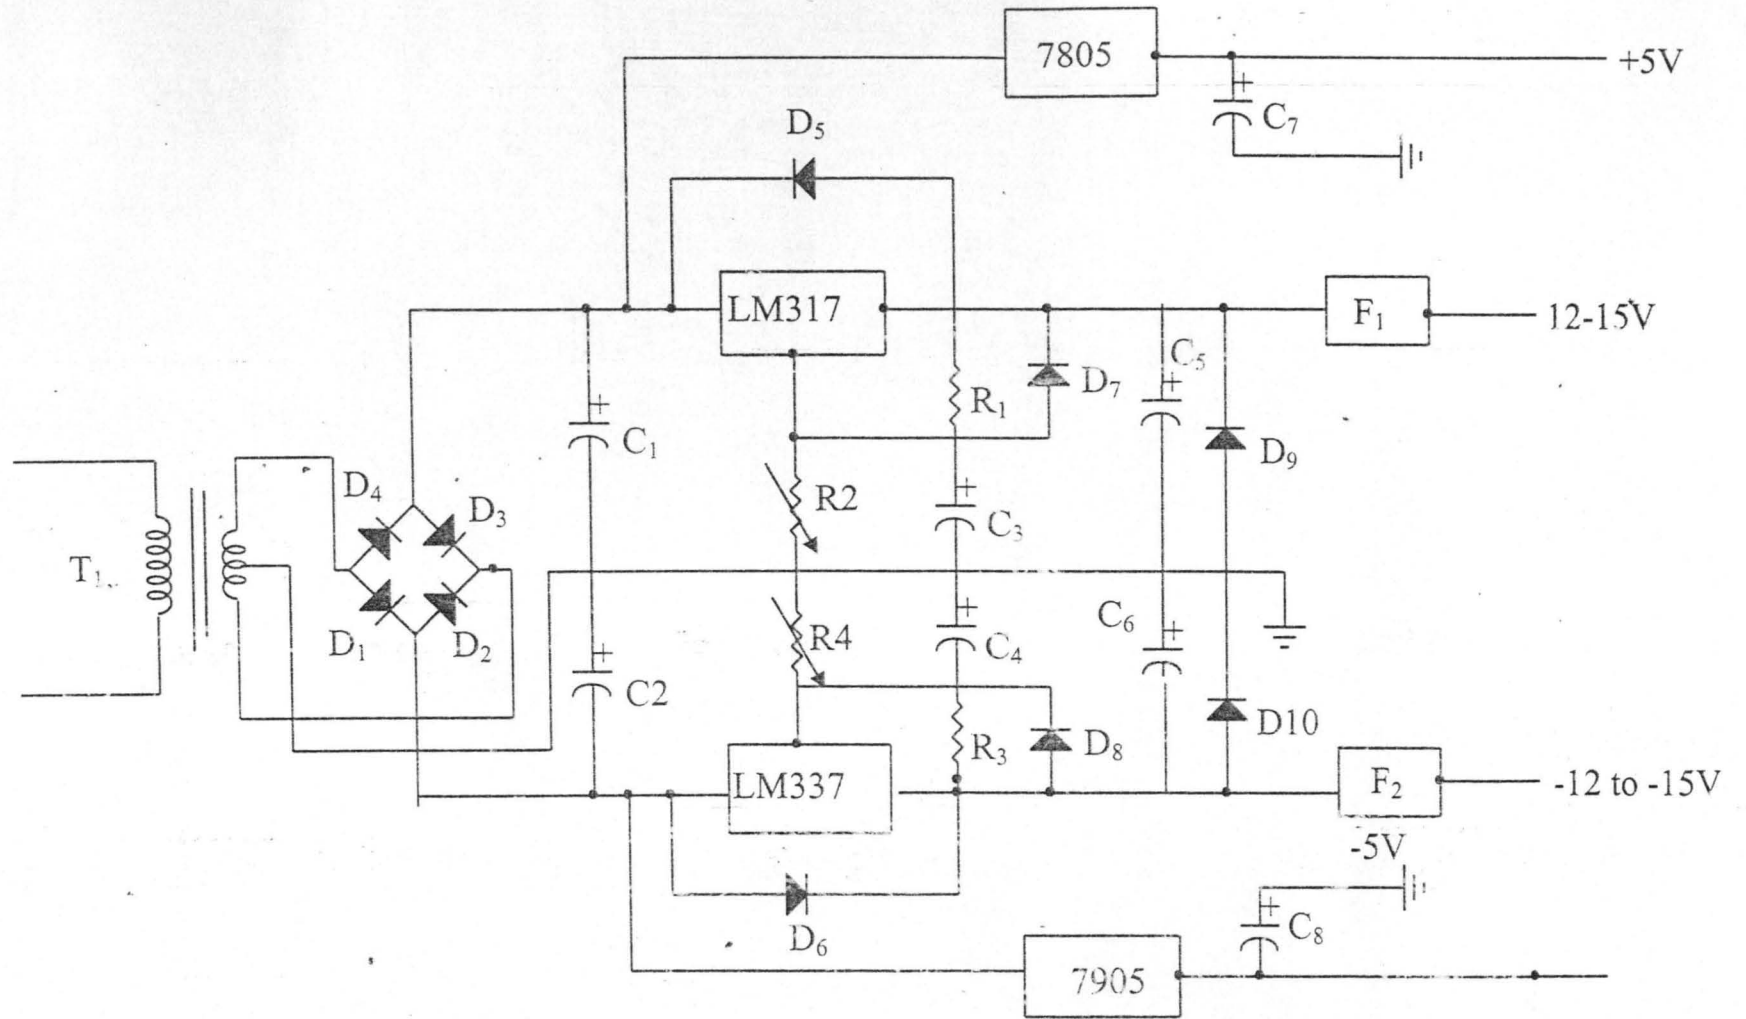 7805
+5V
C7
D5
LM317
F1
12-15V
C5
D7
R1
C1
D9
D4
D3
R2
C3
T1
D1
D2
R4
C4
C6
C2
D10
R3
D8
LM337
F2
-12 to -15V
-5V
D6
C8
7905